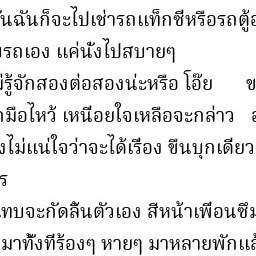 ันฉันก็จะไปเช่ารถแท็กซี่หรือรถตู้
รถเอง แค่นั่งไปสบายๆ
รู้จักสองต่อสองน่ะหรือ โอ๊ย ข
มือไหว้ เหนื่อยใจเหลือจะกล่าว
งไม่แน่ใจว่าจะได้เรื่อง ขืนบุกเดี่ยว
ร
ทบจะกัดลิ้นตัวเอง สีหน้าเพื่อนซึม
มาทั้งที่ร้องๆ หายๆ มาหลายพักแล้